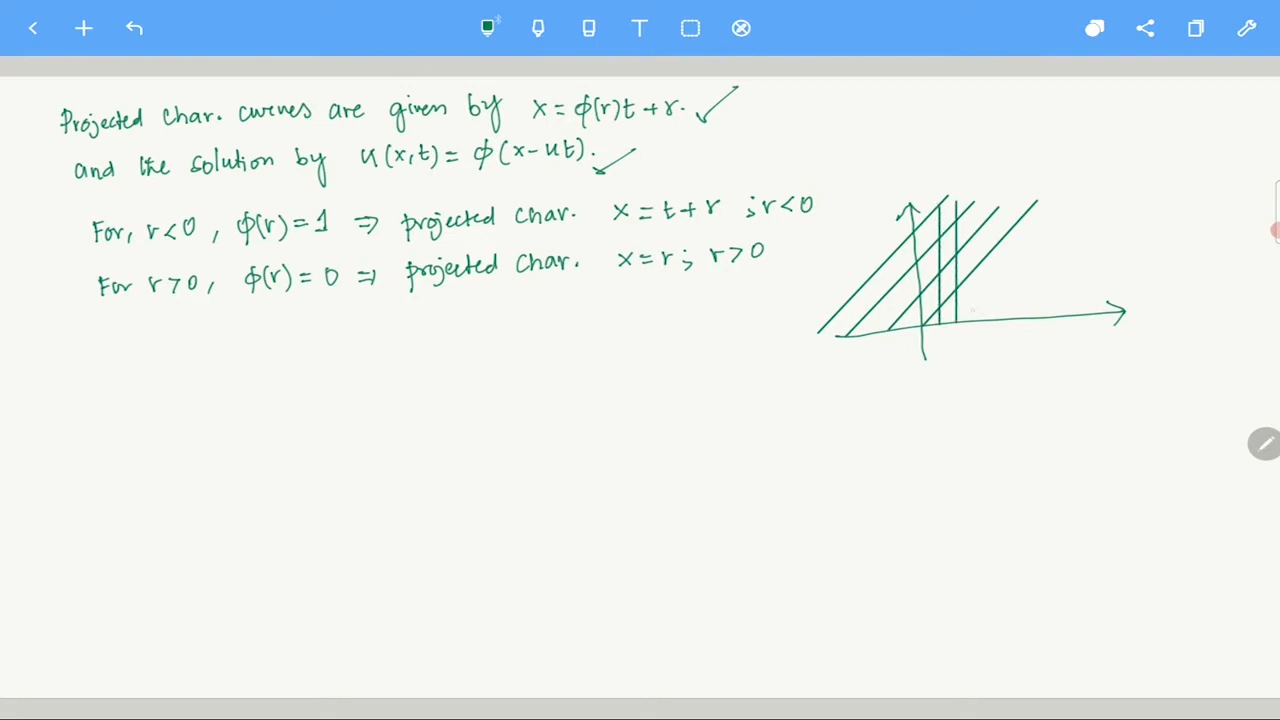 Projected char. curves are given by x = ϕ(r)t + r.
and the solution by u(x,t) = ϕ(x-ut).
For, r<0, ϕ(r)=1 ⇒ projected char. x = t+r ; r<0
For r>0, ϕ(r)=0 ⇒ projected char. x=r; r>0